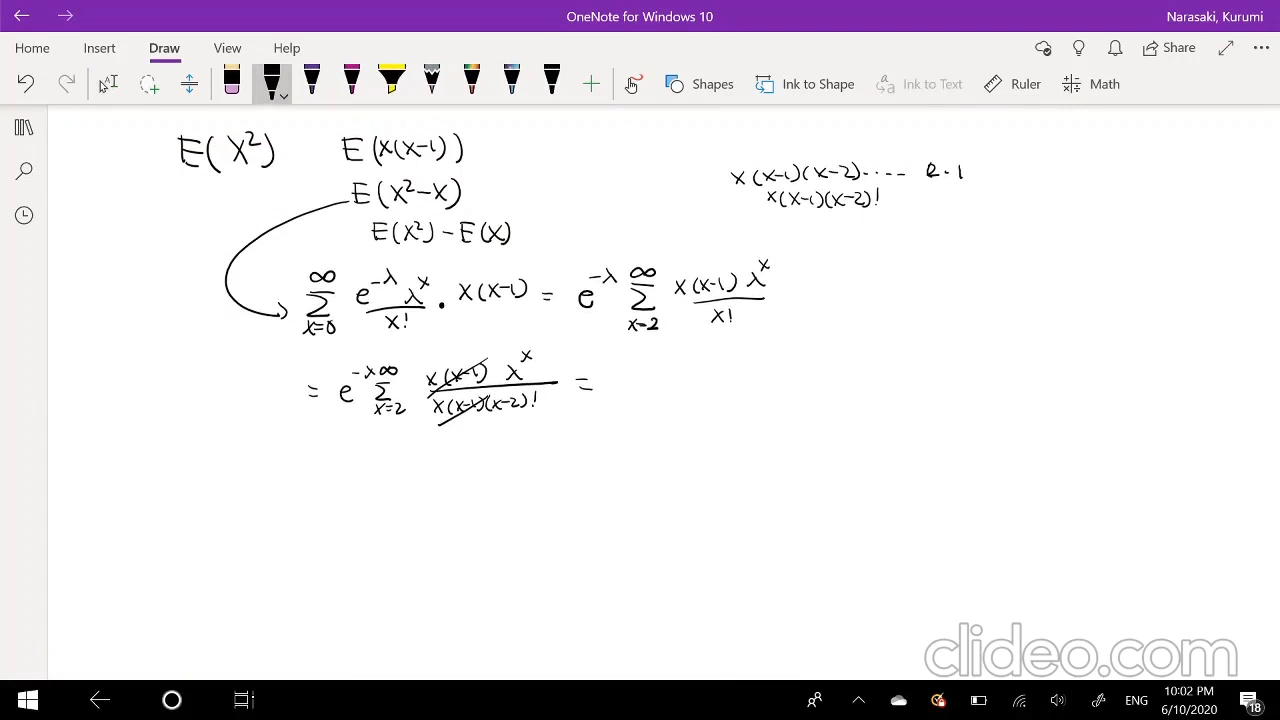 OneNote for Windows 10
Narasaki, Kurumi
Home Insert Draw View Help
Share
Shapes Ink to Shape Ink to Text Ruler Math
E(X²) E(x(x-1))
x(x-1)(x-2)····· 2·1
E(X²-X)
x(x-1)(x-2)!
E(X²) - E(X)
∑_{x=0}^{∞} e^{-λ} λ^x / x! · x(x-1) = e^{-λ} ∑_{x=2}^{∞} x(x-1) λ^x / x!
= e^{-λ} ∑_{x=2}^{∞} x(x-1) λ^x / x(x-1)(x-2)! =
clideo.com
ENG
10:02 PM
6/10/2020
18